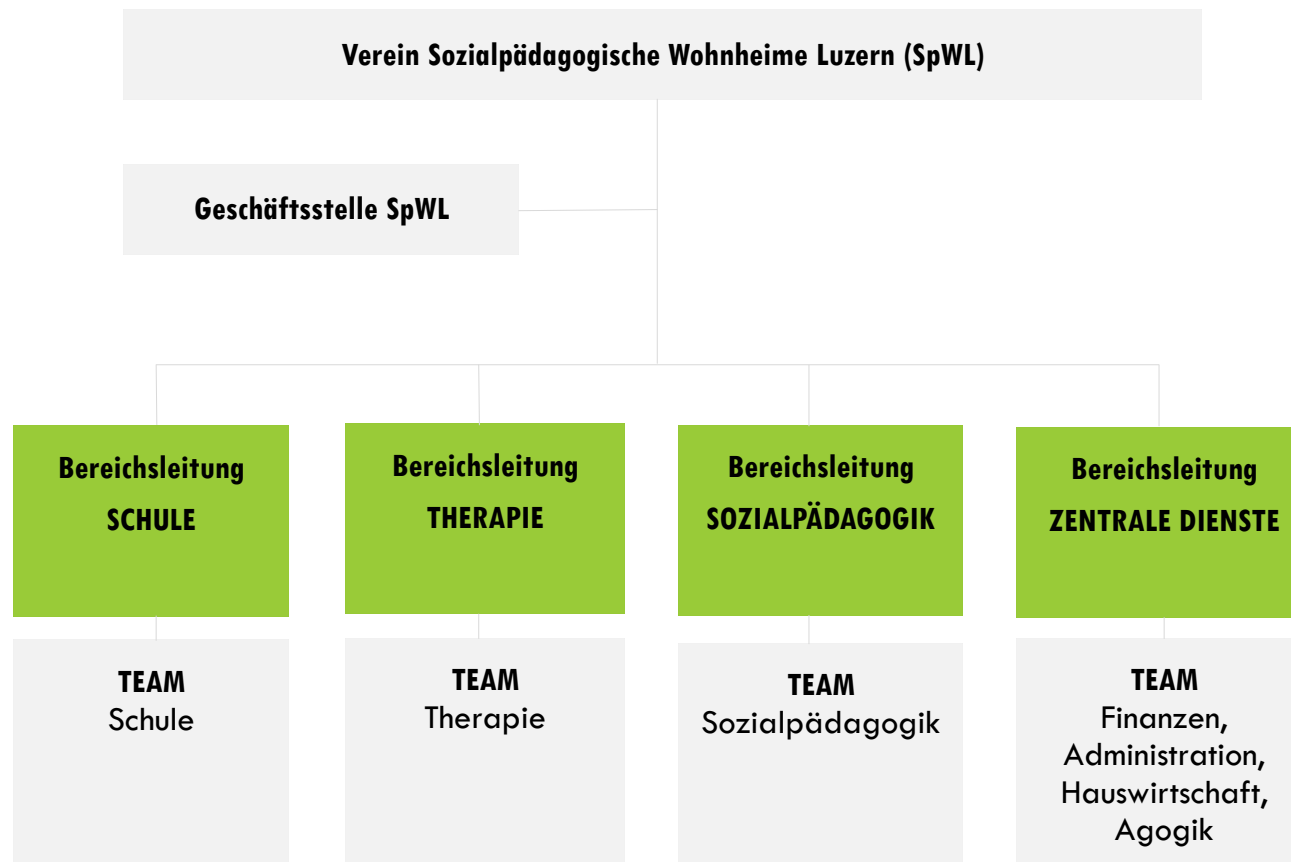 Verein Sozialpädagogische Wohnheime Luzern (SpWL)
Geschäftsstelle SpWL
Bereichsleitung
SCHULE
Bereichsleitung
THERAPIE
Bereichsleitung
SOZIALPÄDAGOGIK
Bereichsleitung
ZENTRALE DIENSTE
TEAM
Schule
TEAM
Therapie
TEAM
Sozialpädagogik
TEAM
Finanzen,
Administration,
Hauswirtschaft,
Agogik